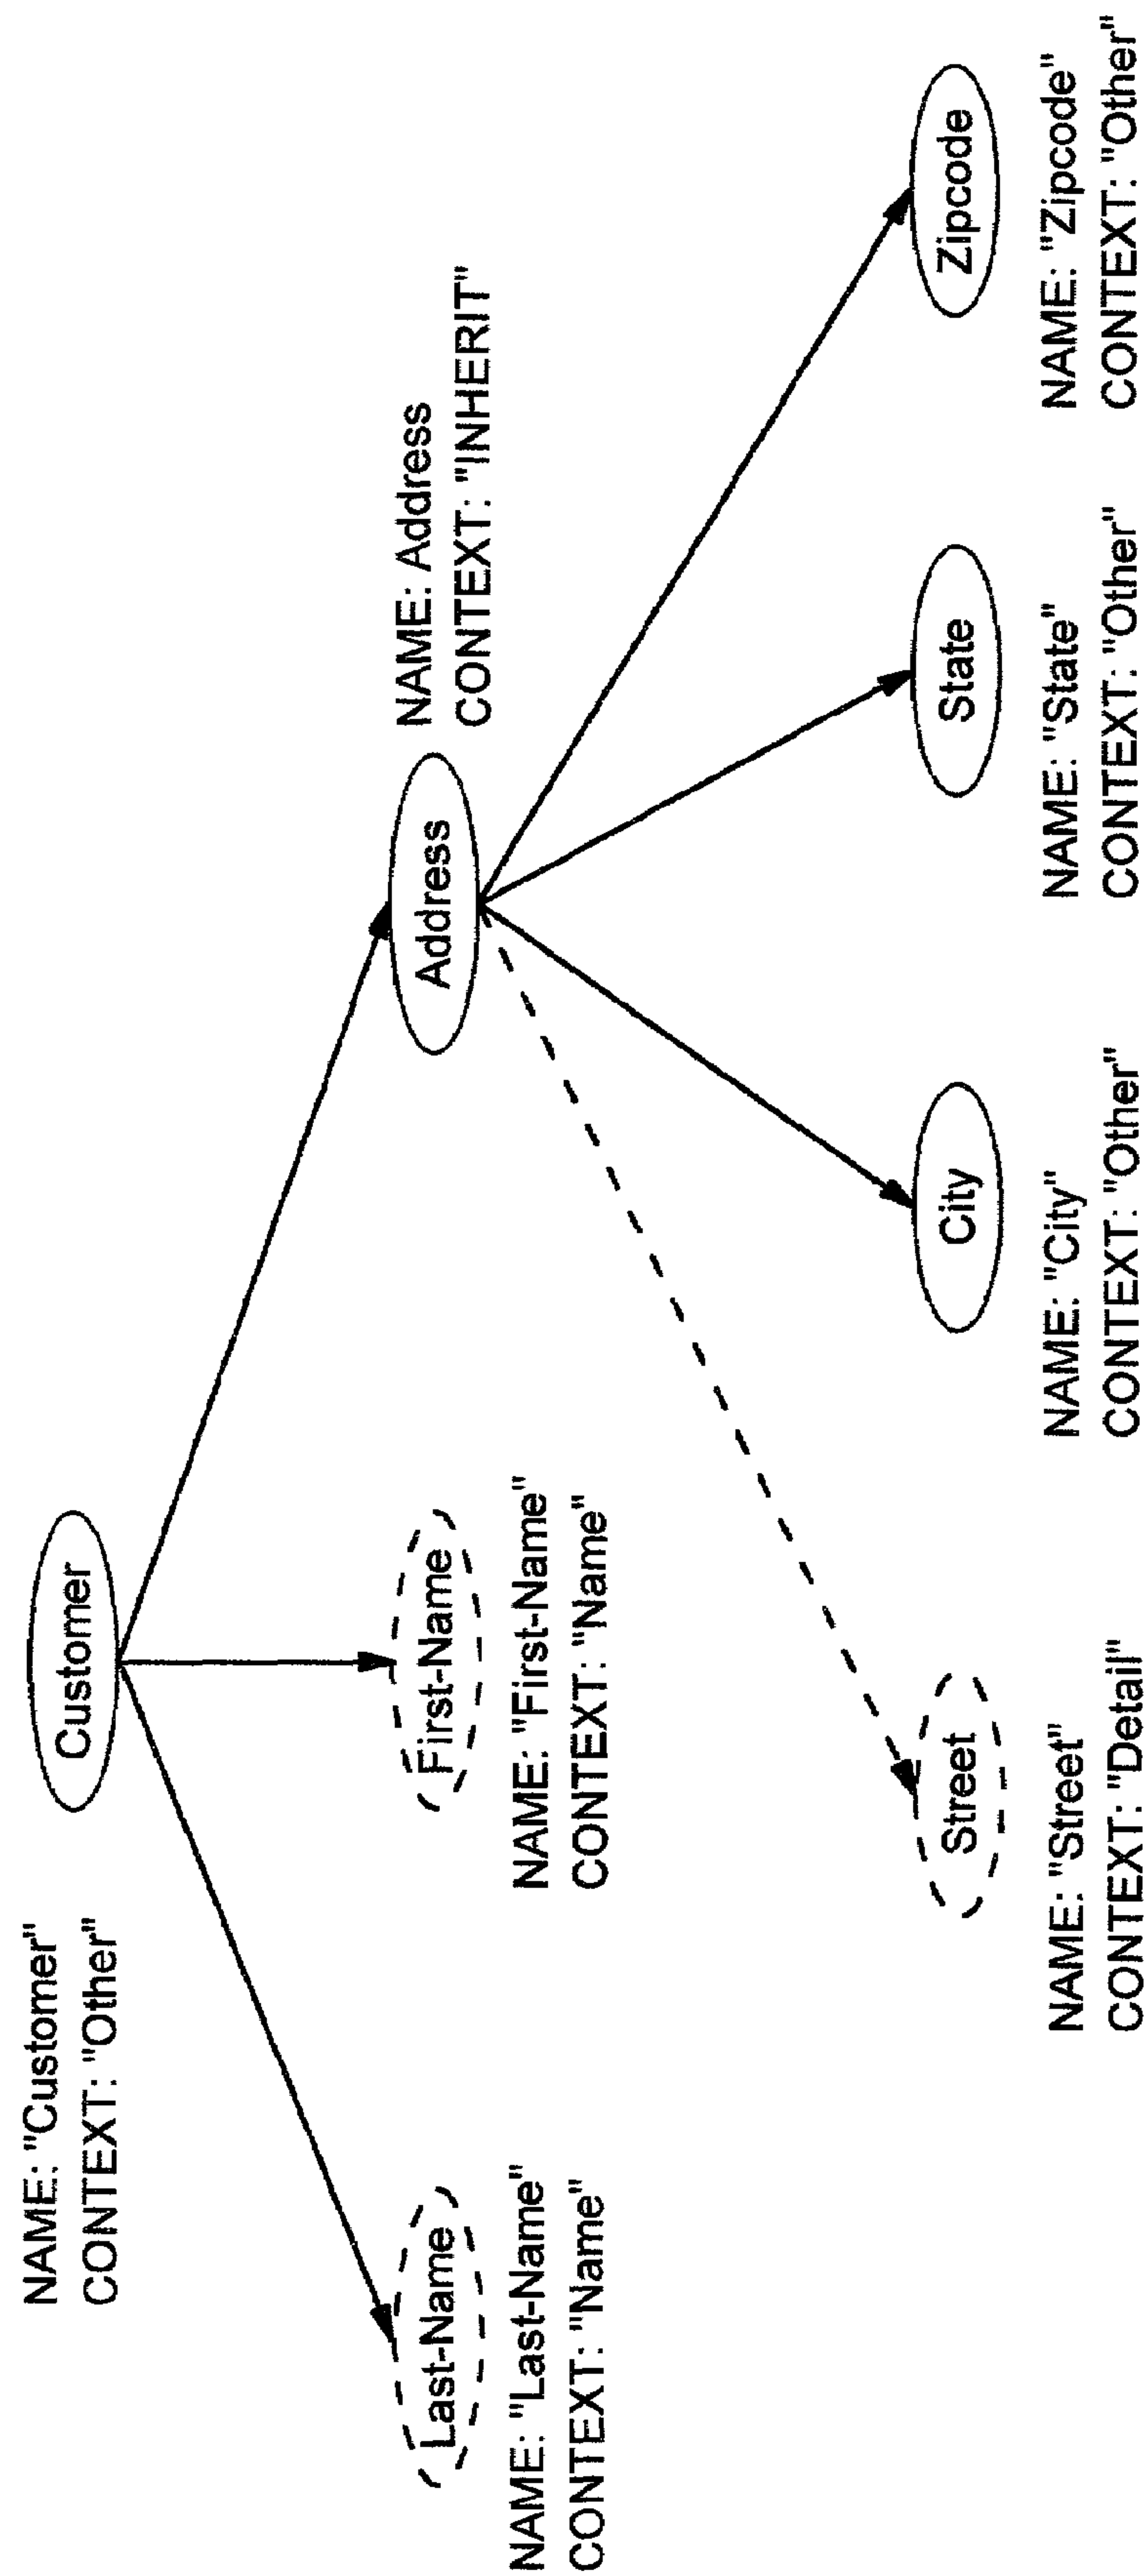 NAME: "Customer"
CONTEXT: "Other"
Customer
Last-Name
NAME: "Last-Name"
CONTEXT: "Name"
First-Name
NAME: "First-Name"
CONTEXT: "Name"
Address
NAME: Address
CONTEXT: "INHERIT"
Street
NAME: "Street"
CONTEXT: "Detail"
City
NAME: "City"
CONTEXT: "Other"
State
NAME: "State"
CONTEXT: "Other"
Zipcode
NAME: "Zipcode"
CONTEXT: "Other"